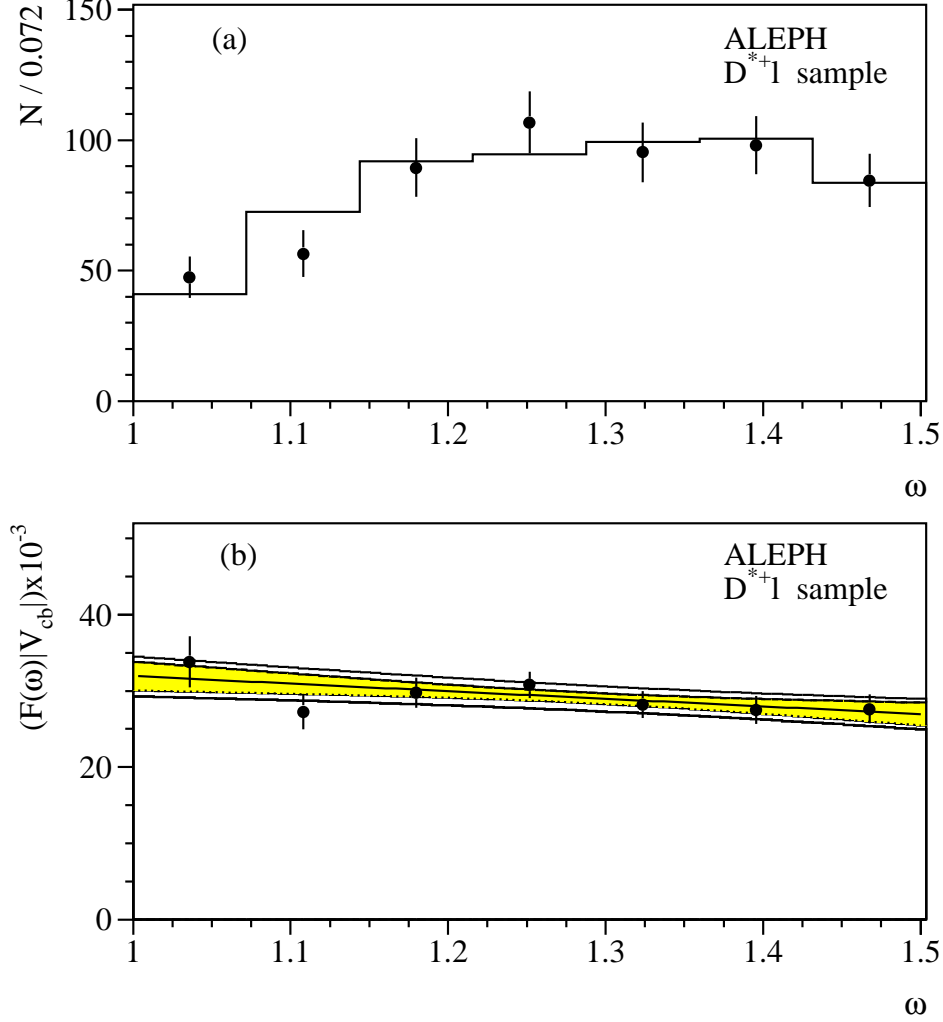 N / 0.072
150
100
50
0
(a)
ALEPH
D*+l sample
1 1.1 1.2 1.3 1.4 1.5
ω
(F(ω)|Vcb|)x10-3
40
20
0
(b)
ALEPH
D*+l sample
1 1.1 1.2 1.3 1.4 1.5
ω